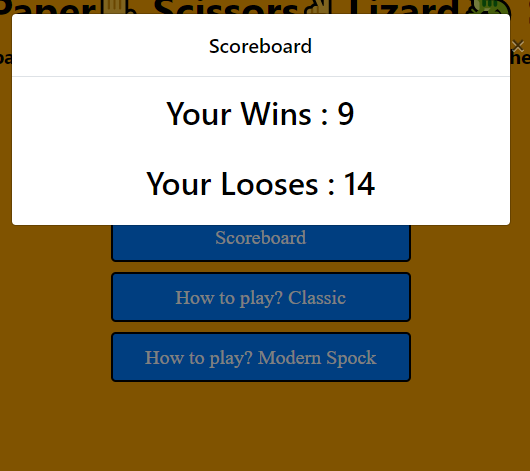 Paper Scissors Lizard
Scoreboard
×
Your Wins : 9
Your Looses : 14
Scoreboard
How to play? Classic
How to play? Modern Spock